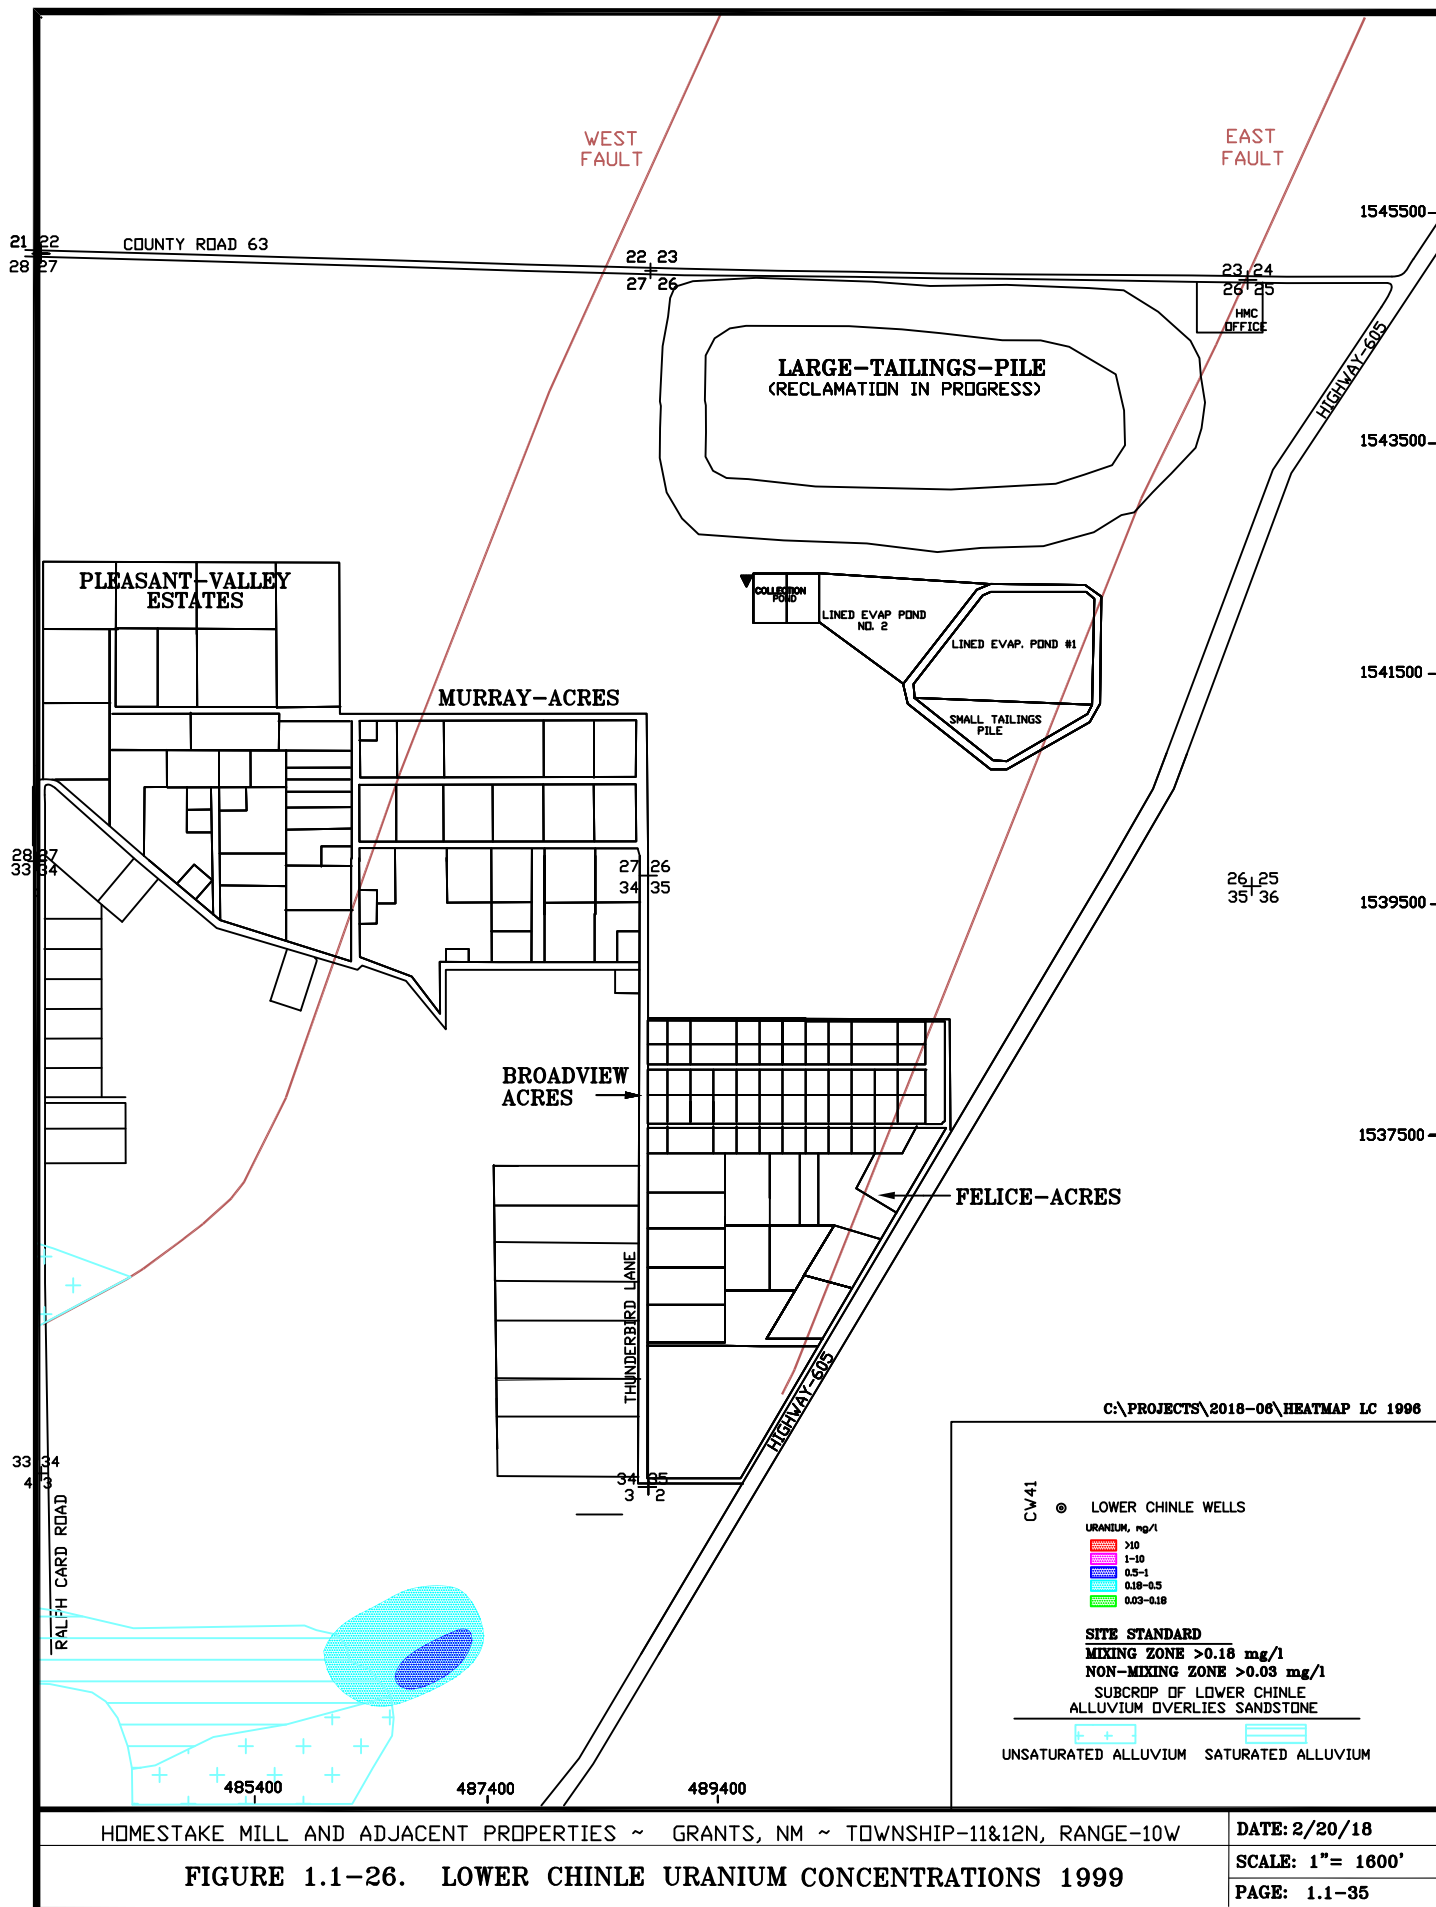 WEST
FAULT
EAST
FAULT
1545500
21 22
28 27
COUNTY ROAD 63
22 23
27 26
23 24
26 25
HMC
OFFICE
HIGHWAY-605
LARGE-TAILINGS-PILE
(RECLAMATION IN PROGRESS)
1543500
PLEASANT-VALLEY
ESTATES
COLLECTION
POND
LINED EVAP POND
NO. 2
LINED EVAP. POND #1
1541500
MURRAY-ACRES
SMALL TAILINGS
PILE
28 27
33 34
27 26
34 35
26 25
35 36
1539500
BROADVIEW
ACRES
1537500
FELICE-ACRES
THUNDERBIRD LANE
HIGHWAY-605
C:\PROJECTS\2018-06\HEATMAP LC 1996
33 34
4 3
34 35
3 2
RALPH CARD ROAD
CW41
LOWER CHINLE WELLS
URANIUM, mg/l
>10
1-10
0.5-1
0.18-0.5
0.03-0.18
SITE STANDARD
MIXING ZONE >0.18 mg/l
NON-MIXING ZONE >0.03 mg/l
SUBCROP OF LOWER CHINLE
ALLUVIUM OVERLIES SANDSTONE
UNSATURATED ALLUVIUM SATURATED ALLUVIUM
485400 487400 489400
HOMESTAKE MILL AND ADJACENT PROPERTIES ~ GRANTS, NM ~ TOWNSHIP-11&12N, RANGE-10W
DATE: 2/20/18
FIGURE 1.1-26. LOWER CHINLE URANIUM CONCENTRATIONS 1999
SCALE: 1"= 1600'
PAGE: 1.1-35